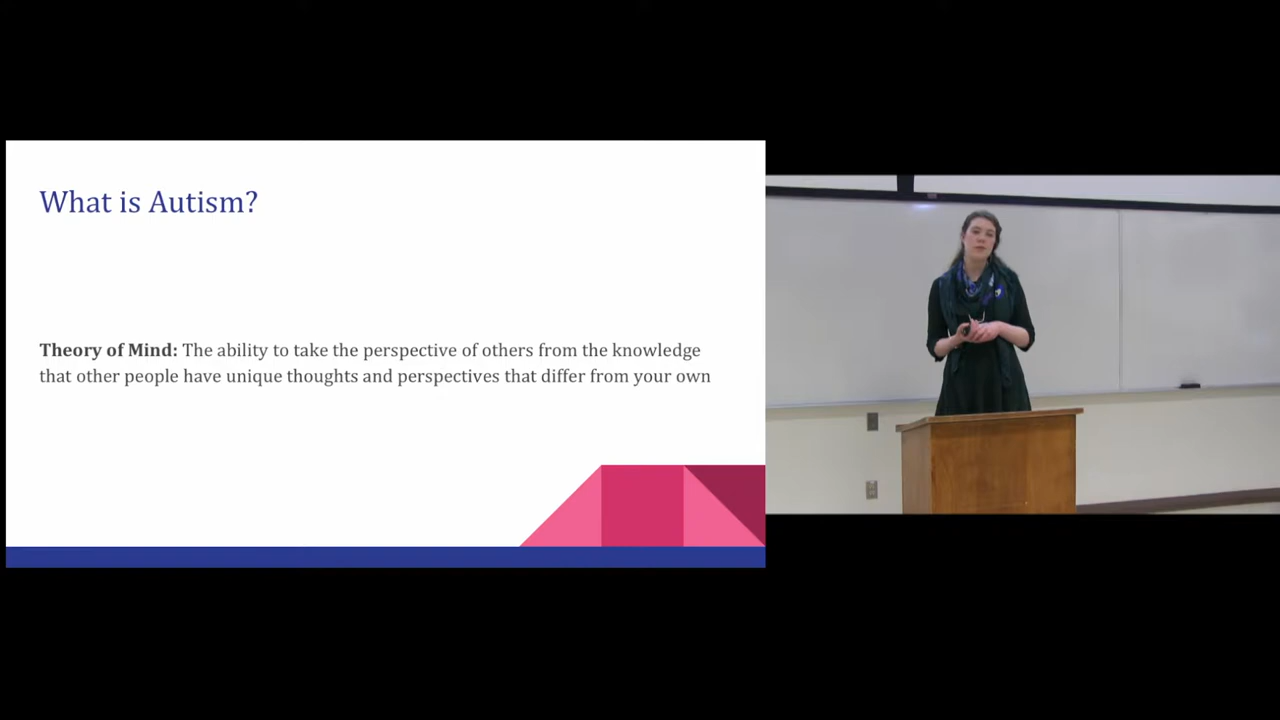 What is Autism?
Theory of Mind: The ability to take the perspective of others from the knowledge
that other people have unique thoughts and perspectives that differ from your own